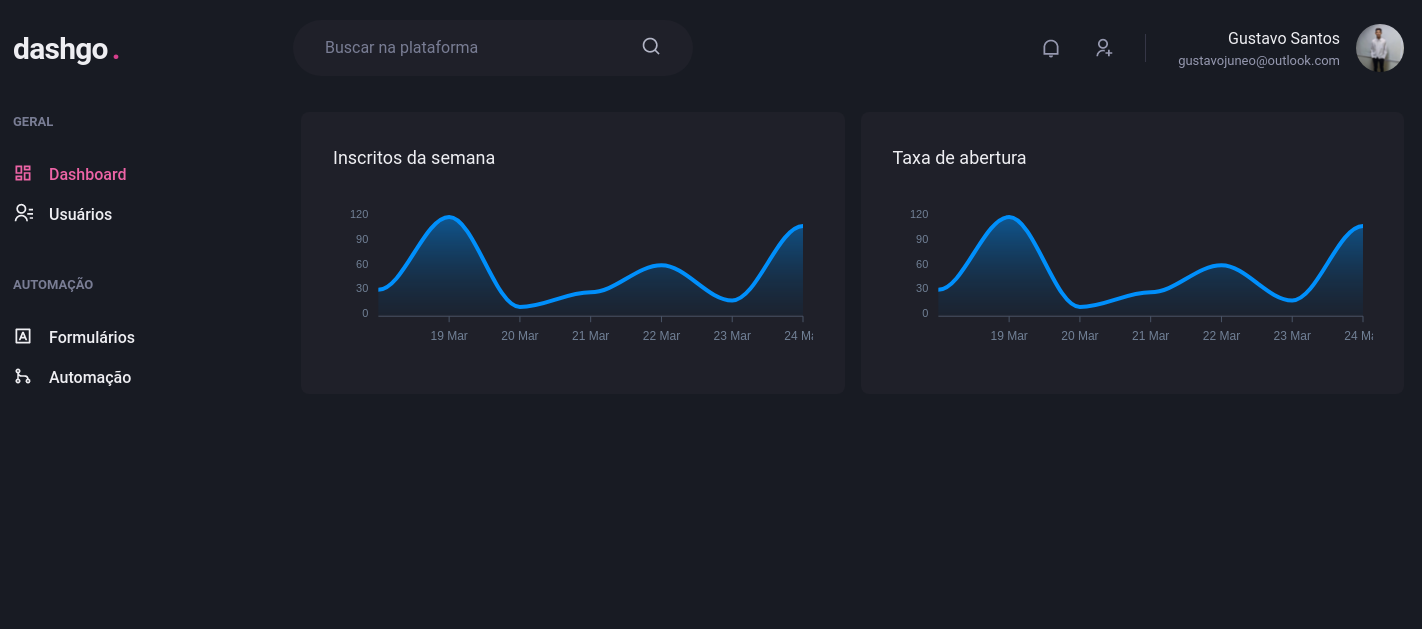 dashgo.
Buscar na plataforma
Gustavo Santos
gustavojuneo@outlook.com
GERAL
Dashboard
Usuários
AUTOMAÇÃO
Formulários
Automação
Inscritos da semana
120
90
60
30
0
19 Mar
20 Mar
21 Mar
22 Mar
23 Mar
24 Ma
Taxa de abertura
120
90
60
30
0
19 Mar
20 Mar
21 Mar
22 Mar
23 Mar
24 Ma